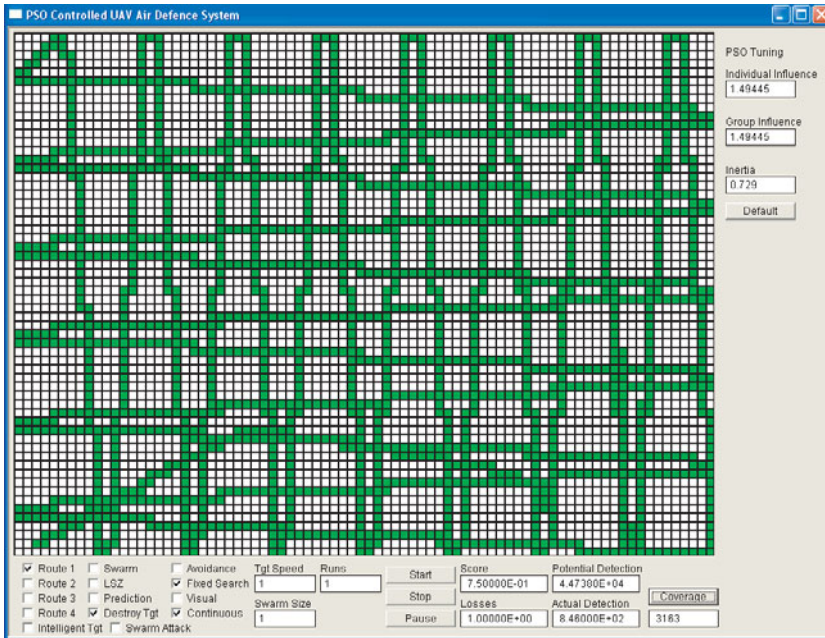 PSO Controlled UAV Air Defence System
PSO Tuning
Individual Influence
1.49445
Group Influence
1.49445
Inertia
0.729
Default
Route 1 Swarm Avoidance Tgt Speed Runs Start Score Potential Detection
Route 2 LSZ Fixed Search 1 1 7.50000E-01 4.47380E+04
Route 3 Prediction Visual Swarm Size Stop Losses Actual Detection Coverage
Route 4 Destroy Tgt Continuous 1 Pause 1.00000E+00 8.46000E+02 3163
Intelligent Tgt Swarm Attack